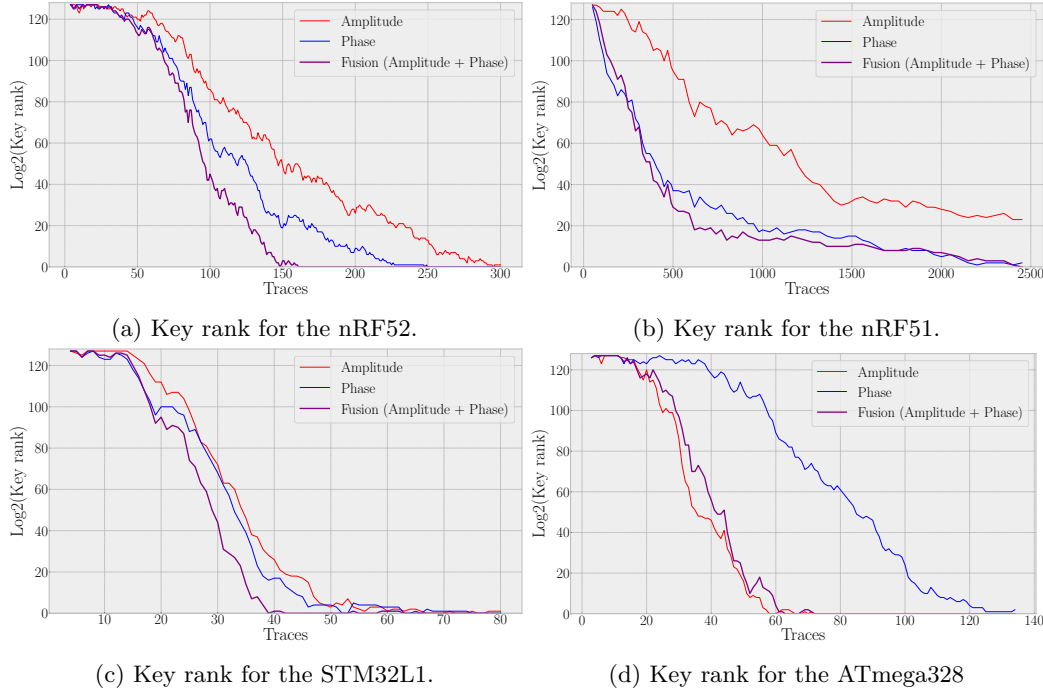 120
100
80
60
40
20
0
Log2(Key rank)
Amplitude
Phase
Fusion (Amplitude + Phase)
0 50 100 150 200 250 300
Traces
(a) Key rank for the nRF52.
120
100
80
60
40
20
0
Log2(Key rank)
Amplitude
Phase
Fusion (Amplitude + Phase)
500 1000 1500 2000 2500
Traces
(b) Key rank for the nRF51.
120
100
80
60
40
20
0
Log2(Key rank)
Amplitude
Phase
Fusion (Amplitude + Phase)
10 20 30 40 50 60 70 80
Traces
(c) Key rank for the STM32L1.
120
100
80
60
40
20
0
Log2(Key rank)
Amplitude
Phase
Fusion (Amplitude + Phase)
0 20 40 60 80 100 120 140
Traces
(d) Key rank for the ATmega328